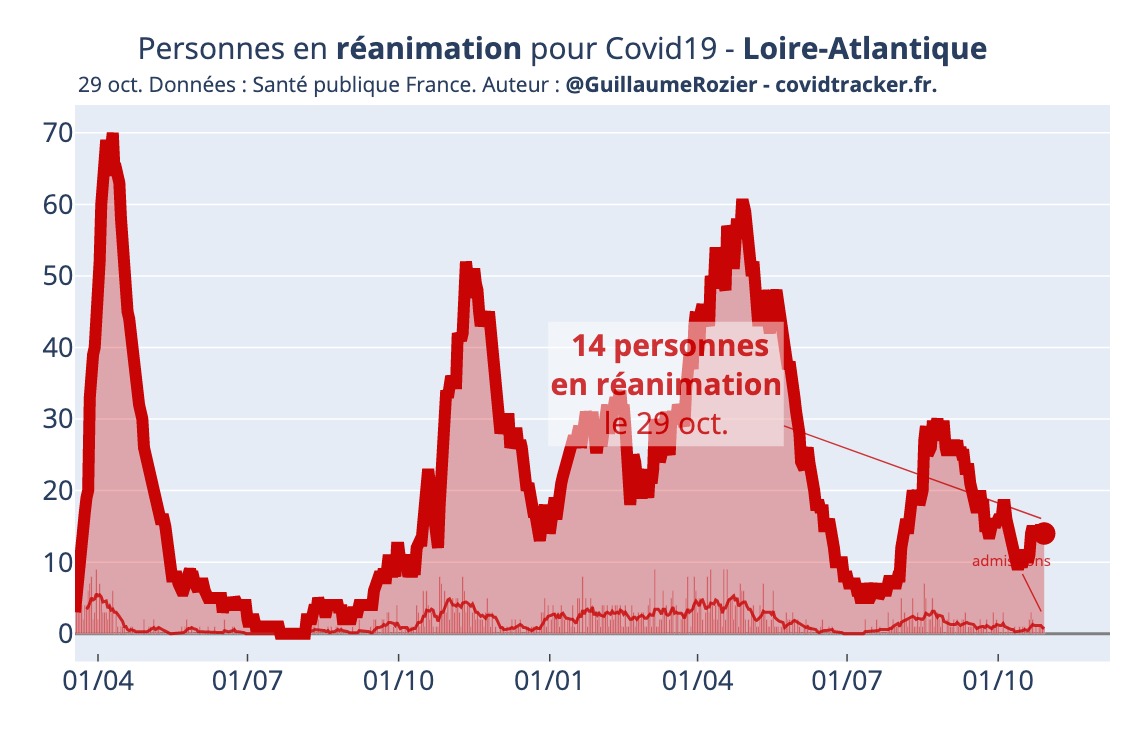 Personnes en réanimation pour Covid19 - Loire-Atlantique
29 oct. Données : Santé publique France. Auteur : @GuillaumeRozier - covidtracker.fr.
70
60
50
40
30
20
10
0
14 personnes
en réanimation
le 29 oct.
admissions
01/04 01/07 01/10 01/01 01/04 01/07 01/10